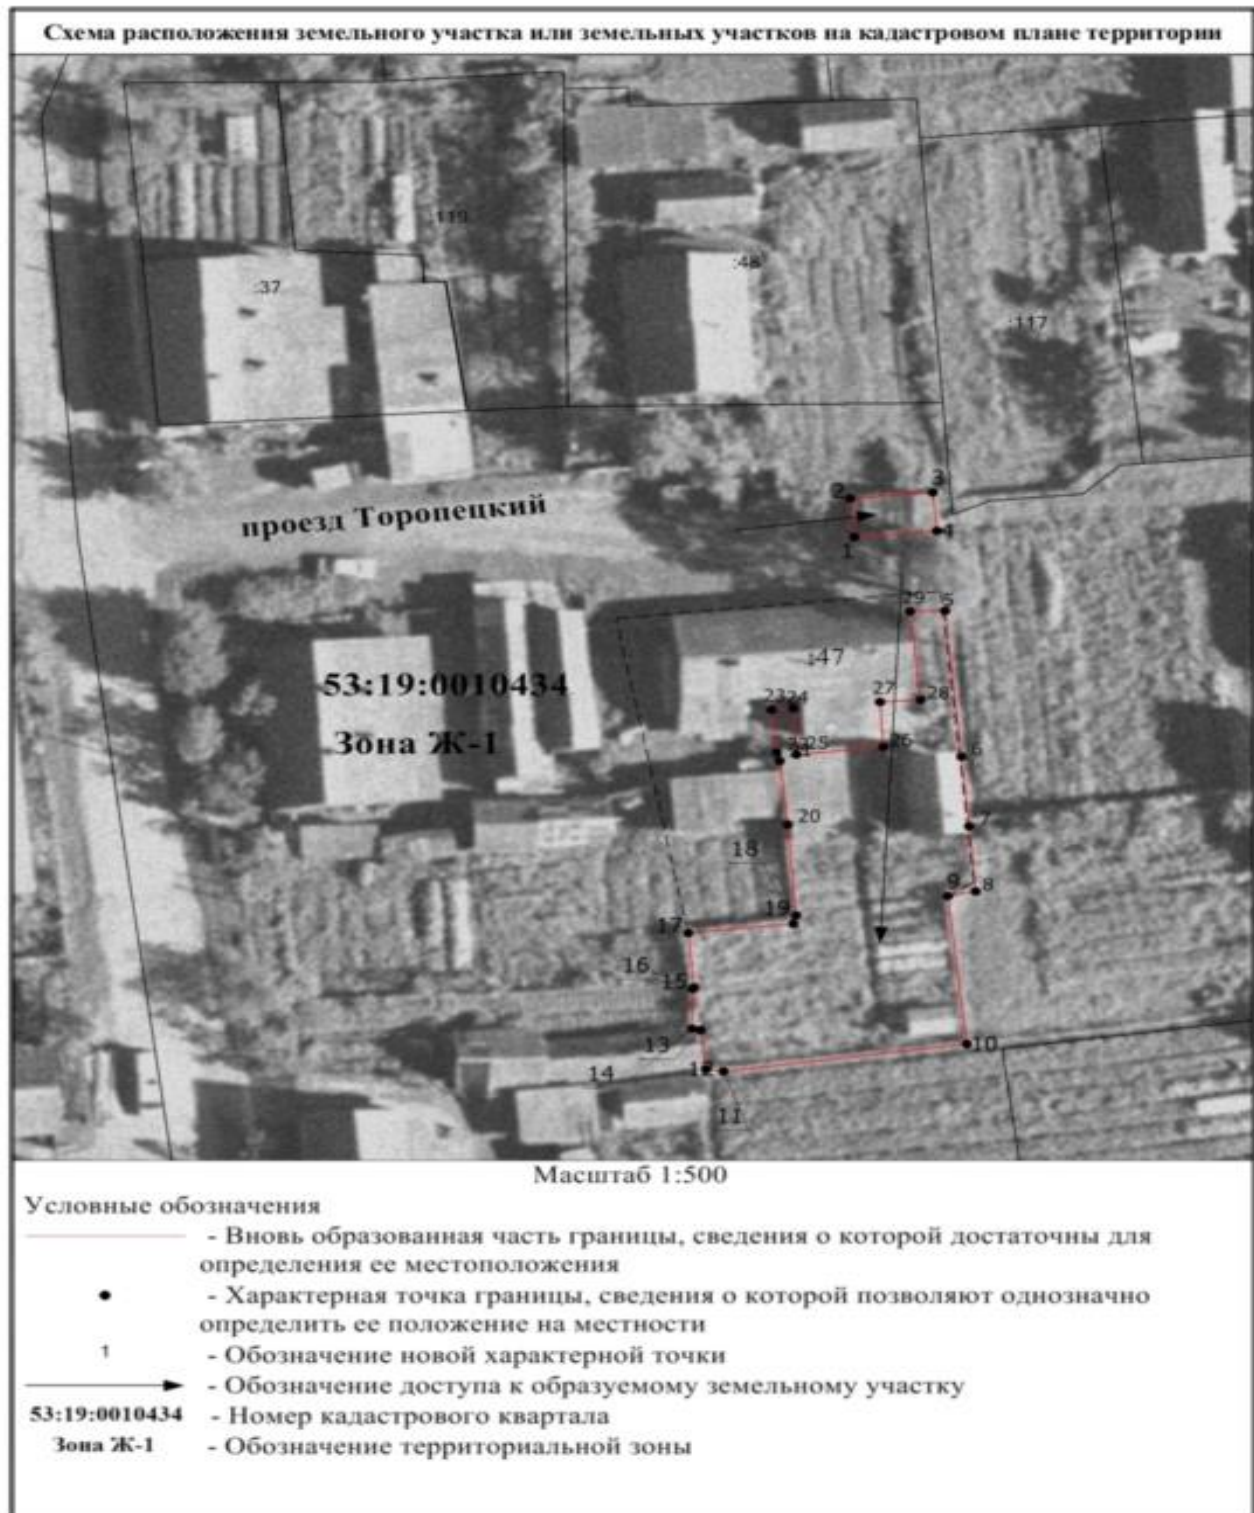 Схема расположения земельного участка или земельных участков на кадастровом плане территории
:119
:37
:48
:117
проезд Торопецкий
2
3
1
4
29
5
:47
53:19:0010434
23
24
27
28
Зона Ж-1
25
26
6
20
7
18
9
8
19
17
16
15
13
10
14
12
11
Масштаб 1:500
Условные обозначения
- Вновь образованная часть границы, сведения о которой достаточны для
определения ее местоположения
- Характерная точка границы, сведения о которой позволяют однозначно
определить ее положение на местности
1 - Обозначение новой характерной точки
- Обозначение доступа к образуемому земельному участку
53:19:0010434 - Номер кадастрового квартала
Зона Ж-1 - Обозначение территориальной зоны